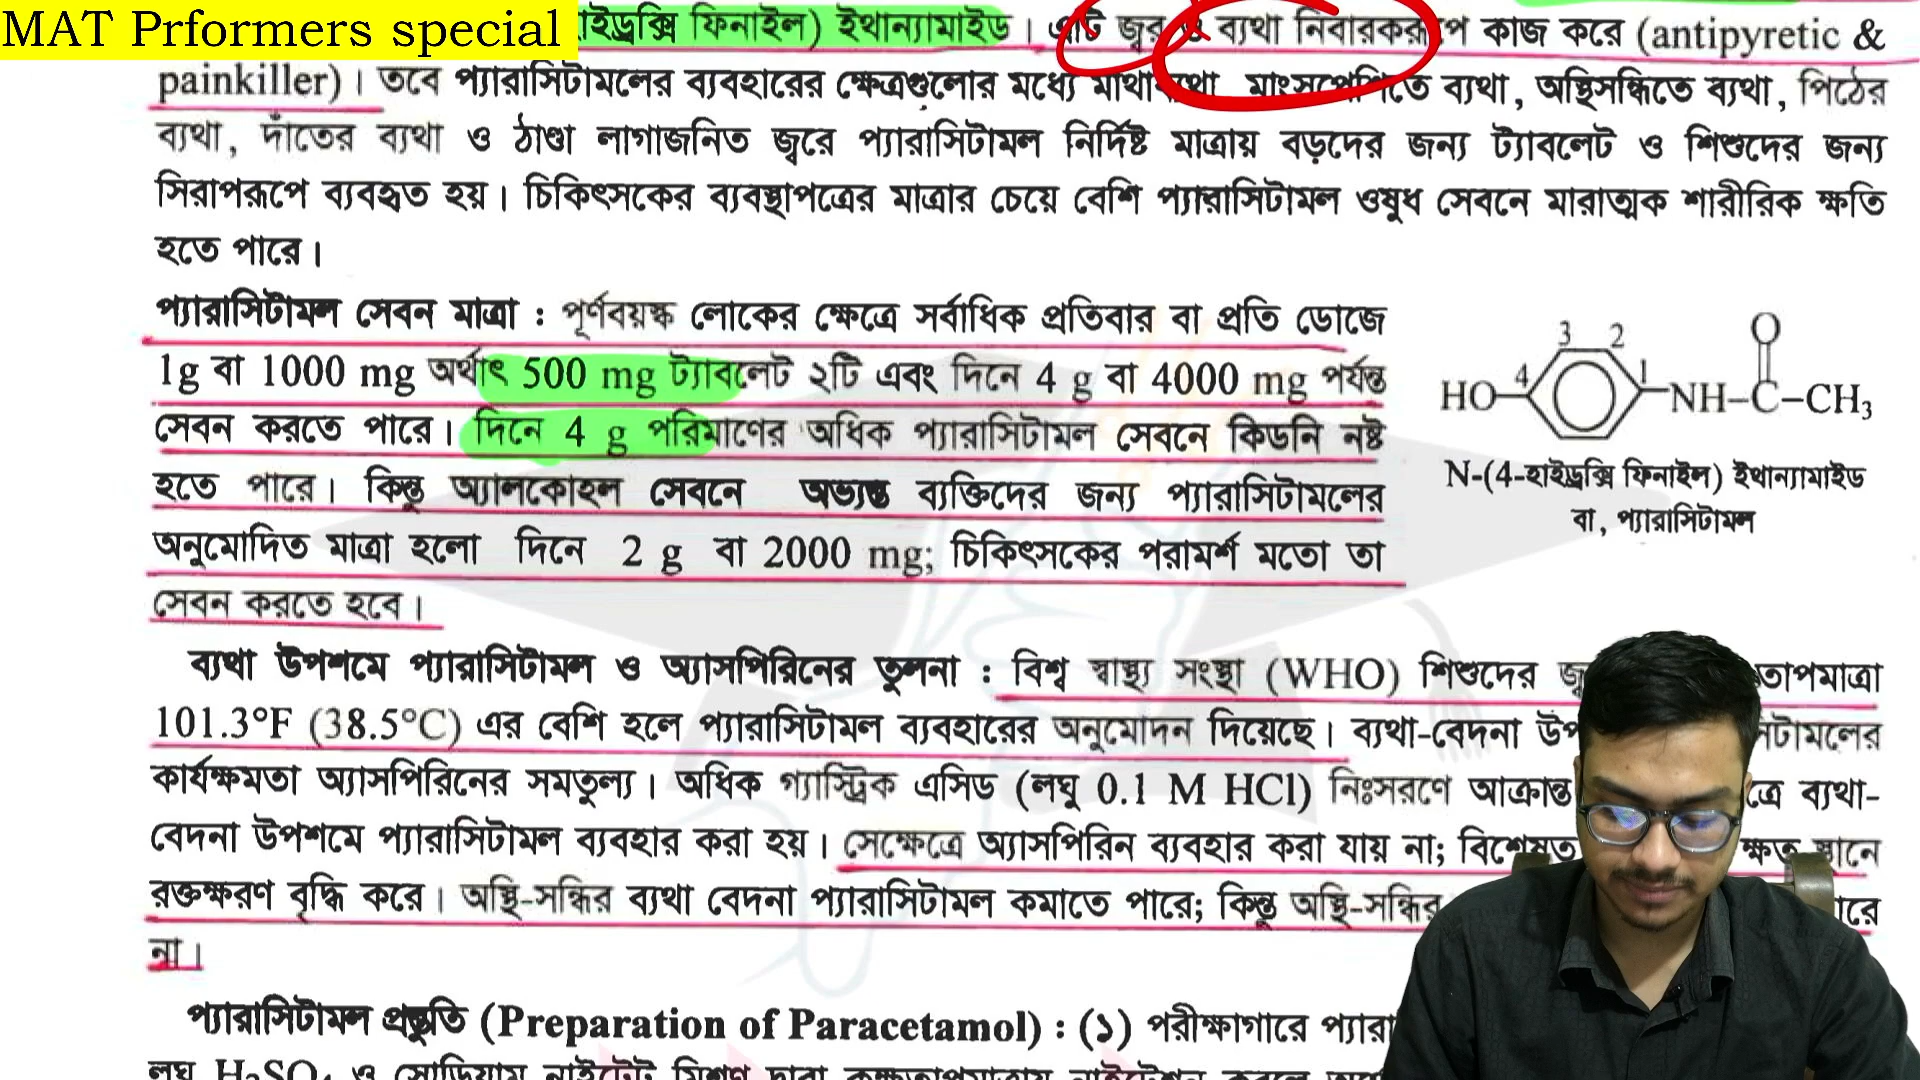 MAT Prformers special
ফিনাইল) ইথান্যামাইড। এটি জ্বর ও ব্যথা নিবারকরূপে কাজ করে (antipyretic &
painkiller)। তবে প্যারাসিটামলের ব্যবহারের ক্ষেত্রগুলোর মধ্যে মাথাব্যথা, মাংসপেশিতে ব্যথা, অস্থিসন্ধিতে ব্যথা, পিঠের
ব্যথা, দাঁতের ব্যথা ও ঠাণ্ডা লাগাজনিত জ্বরে প্যারাসিটামল নির্দিষ্ট মাত্রায় বড়দের জন্য ট্যাবলেট ও শিশুদের জন্য
সিরাপরূপে ব্যবহৃত হয়। চিকিৎসকের ব্যবস্থাপত্রের মাত্রার চেয়ে বেশি প্যারাসিটামল ওষুধ সেবনে মারাত্মক শারীরিক ক্ষতি
হতে পারে।
প্যারাসিটামল সেবন মাত্রা : পূর্ণবয়স্ক লোকের ক্ষেত্রে সর্বাধিক প্রতিবার বা প্রতি ডোজে
1g বা 1000 mg অর্থাৎ 500 mg ট্যাবলেট ২টি এবং দিনে 4 g বা 4000 mg পর্যন্ত
সেবন করতে পারে। দিনে 4 g পরিমাণের অধিক প্যারাসিটামল সেবনে কিডনি নষ্ট
হতে পারে। কিন্তু অ্যালকোহল সেবনে অভ্যস্ত ব্যক্তিদের জন্য প্যারাসিটামলের
অনুমোদিত মাত্রা হলো দিনে 2 g বা 2000 mg; চিকিৎসকের পরামর্শ মতো তা
সেবন করতে হবে।
3 2
O
HO 4 1 NH–C–CH₃
N-(4-হাইড্রক্সি ফিনাইল) ইথান্যামাইড
বা, প্যারাসিটামল
ব্যথা উপশমে প্যারাসিটামল ও অ্যাসপিরিনের তুলনা : বিশ্ব স্বাস্থ্য সংস্থা (WHO) শিশুদের তাপমাত্রা
101.3°F (38.5°C) এর বেশি হলে প্যারাসিটামল ব্যবহারের অনুমোদন দিয়েছে। ব্যথা-বেদনা
কার্যক্ষমতা অ্যাসপিরিনের সমতুল্য। অধিক গ্যাস্ট্রিক এসিড (লঘু 0.1 M HCl) নিঃসরণে আক্রান্ত ব্যথা-
বেদনা উপশমে প্যারাসিটামল ব্যবহার করা হয়। সেক্ষেত্রে অ্যাসপিরিন ব্যবহার করা যায় না; ক্ষত স্থানে
রক্তক্ষরণ বৃদ্ধি করে। অস্থি-সন্ধির ব্যথা বেদনা প্যারাসিটামল কমাতে পারে; কিন্তু অস্থি-সন্ধির
না।
প্যারাসিটামল প্রস্তুতি (Preparation of Paracetamol) : (১) পরীক্ষাগারে
লঘু H₂SO₄ ও সোডিয়াম